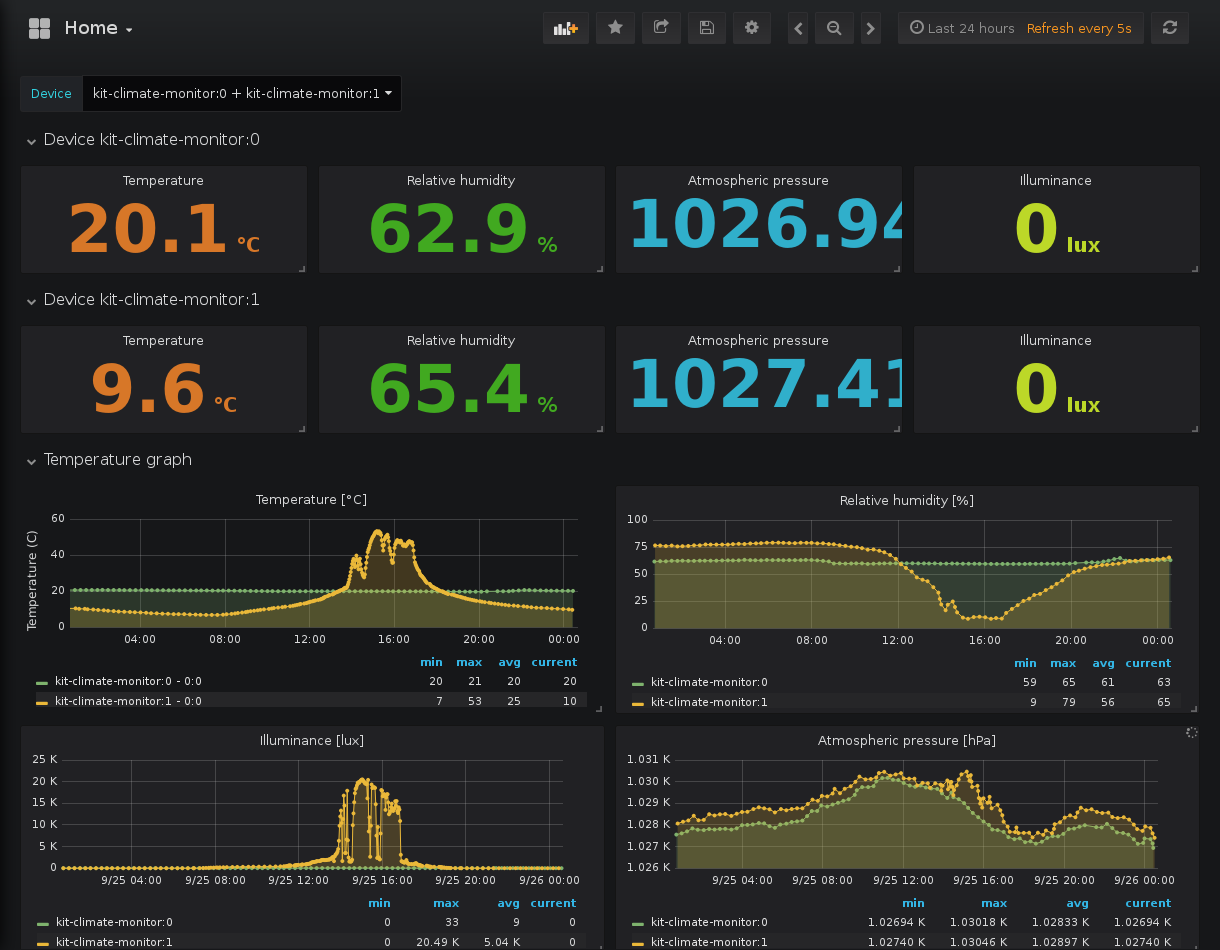 Home
Last 24 hours Refresh every 5s
Device kit-climate-monitor:0 + kit-climate-monitor:1
Device kit-climate-monitor:0
Temperature Relative humidity Atmospheric pressure Illuminance
20.1 °C 62.9 % 1026.94 0 lux
Device kit-climate-monitor:1
Temperature Relative humidity Atmospheric pressure Illuminance
9.6 °C 65.4 % 1027.41 0 lux
Temperature graph
Temperature [°C]
Temperature (C)
60
40
20
0
04:00 08:00 12:00 16:00 20:00 00:00
min max avg current
kit-climate-monitor:0 - 0:0 20 21 20 20
kit-climate-monitor:1 - 0:0 7 53 25 10
Relative humidity [%]
100
75
50
25
0
04:00 08:00 12:00 16:00 20:00 00:00
min max avg current
kit-climate-monitor:0 59 65 61 63
kit-climate-monitor:1 9 79 56 65
Illuminance [lux]
25 K
20 K
15 K
10 K
5 K
0
9/25 04:00 9/25 08:00 9/25 12:00 9/25 16:00 9/25 20:00 9/26 00:00
min max avg current
kit-climate-monitor:0 0 33 9 0
kit-climate-monitor:1 0 20.49 K 5.04 K 0
Atmospheric pressure [hPa]
1.031 K
1.030 K
1.029 K
1.028 K
1.027 K
1.026 K
9/25 04:00 9/25 08:00 9/25 12:00 9/25 16:00 9/25 20:00 9/26 00:00
min max avg current
kit-climate-monitor:0 1.02694 K 1.03018 K 1.02833 K 1.02694 K
kit-climate-monitor:1 1.02740 K 1.03046 K 1.02897 K 1.02740 K